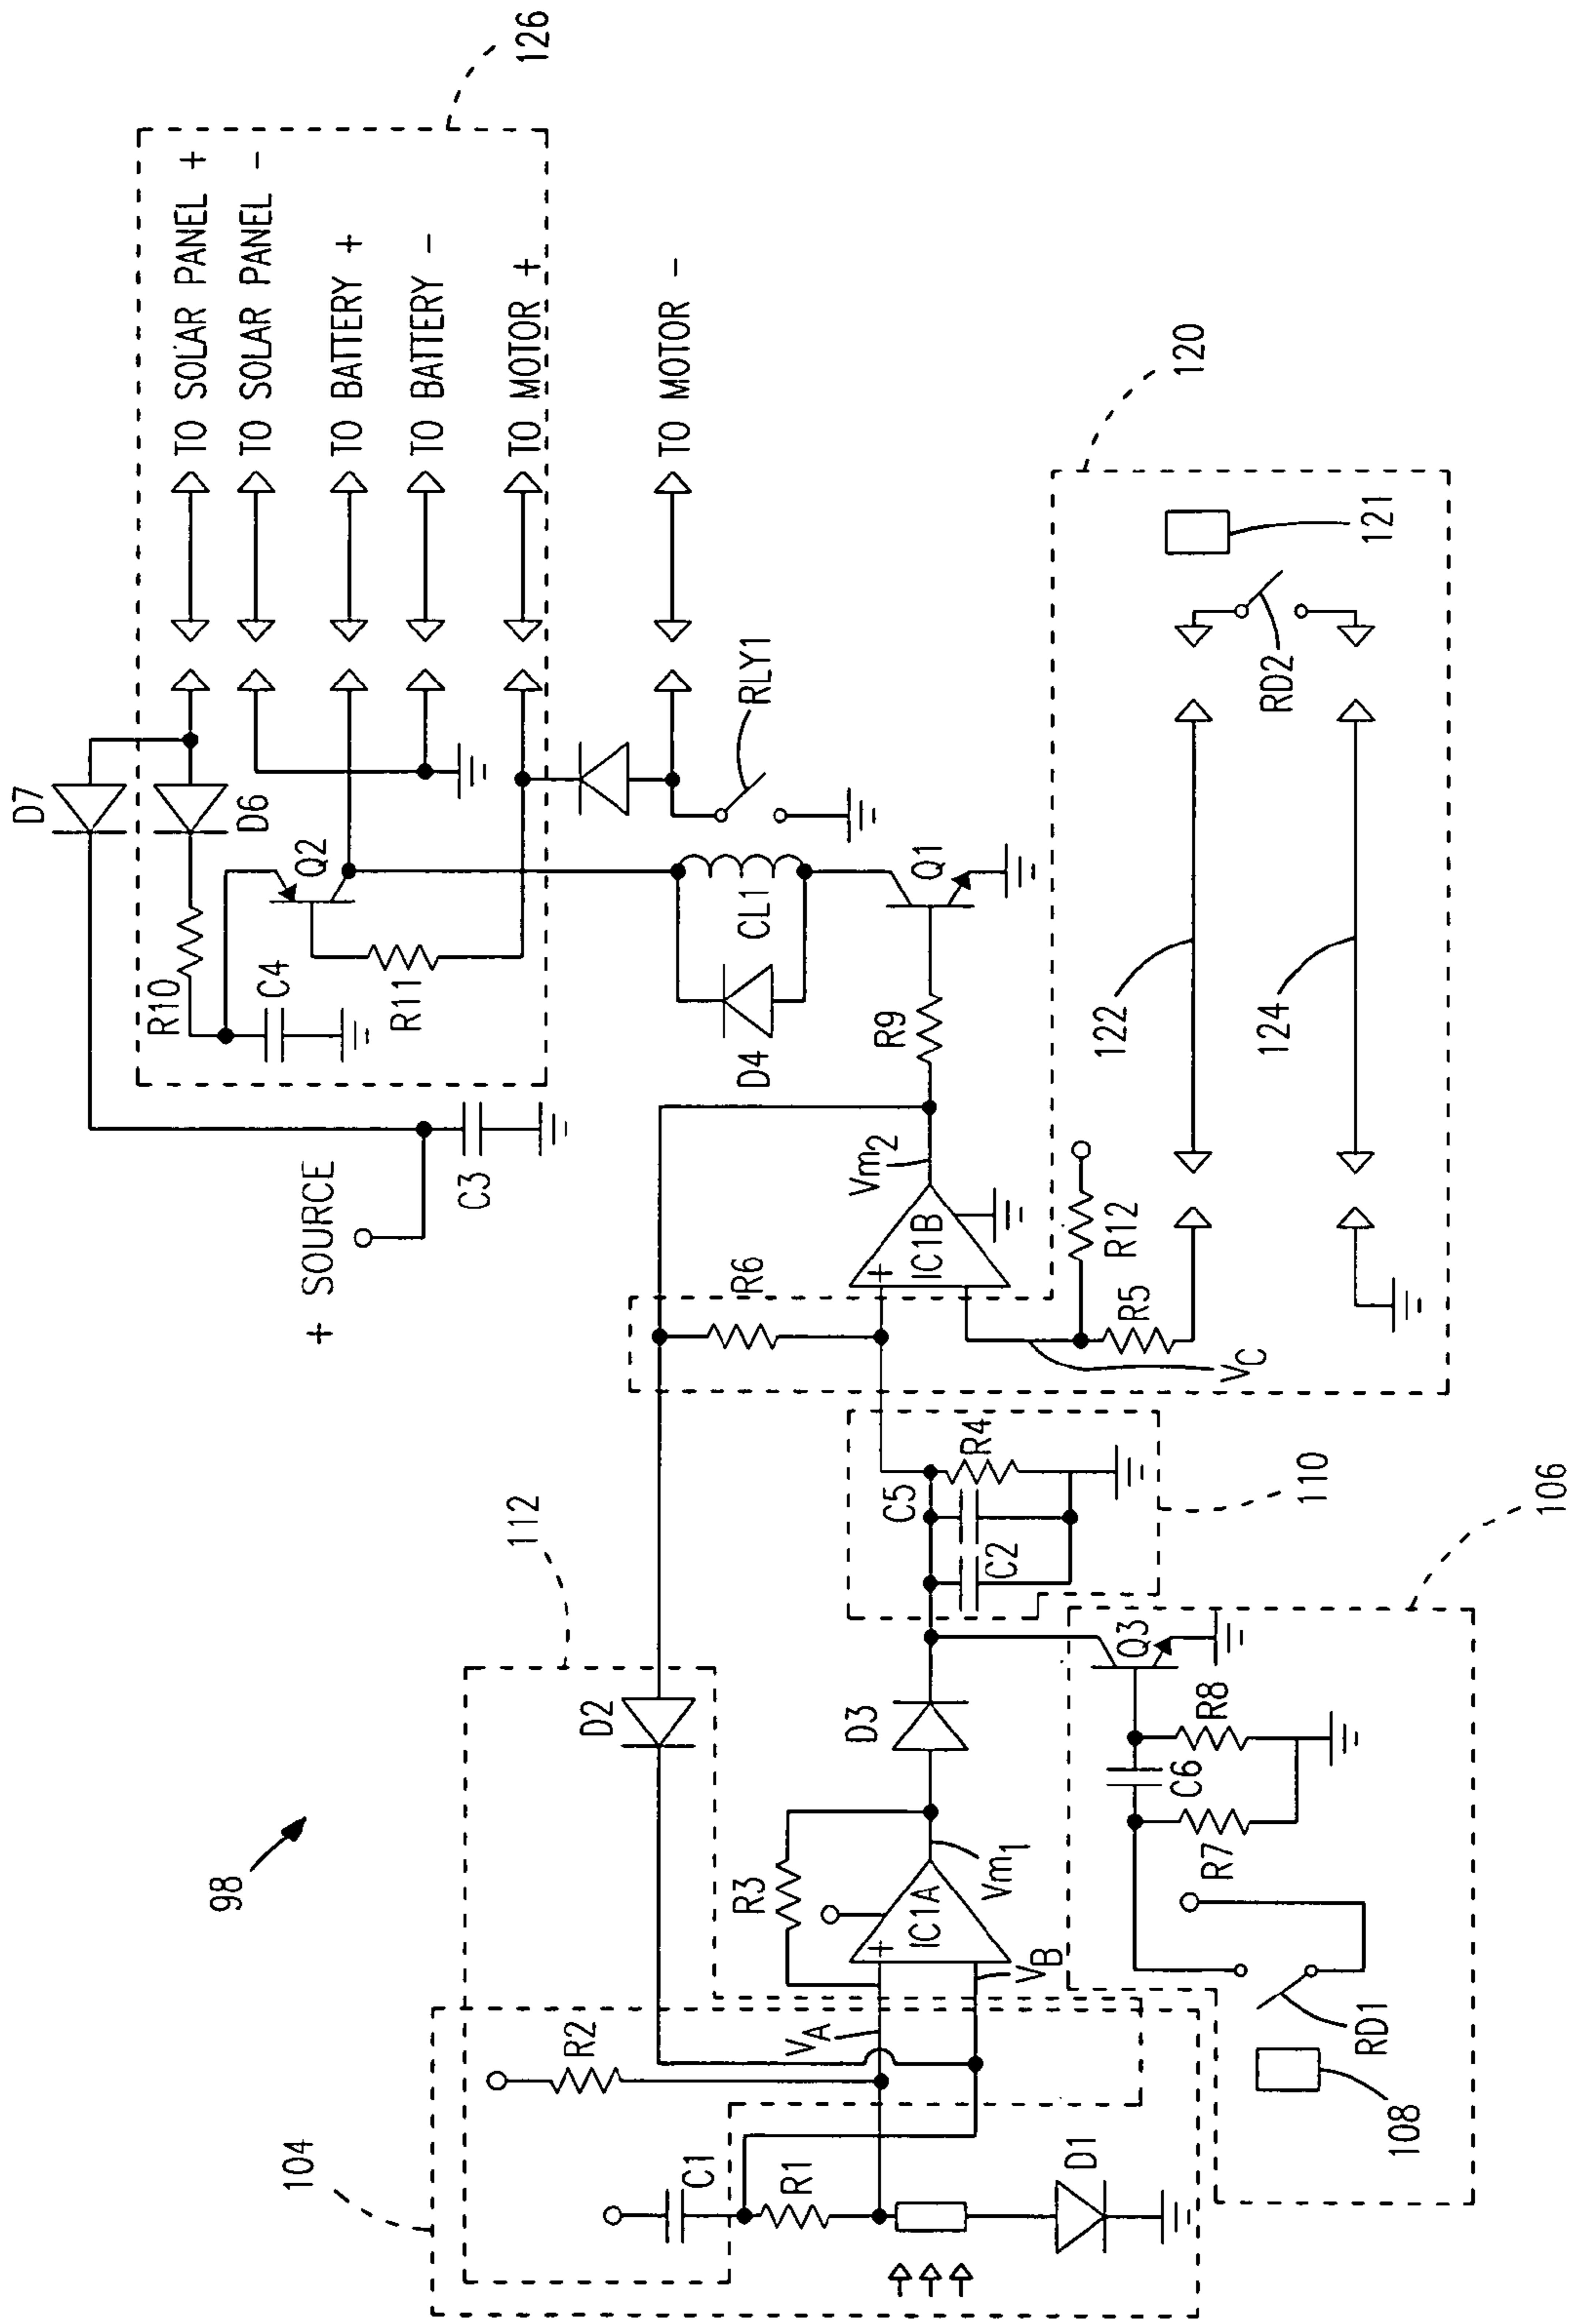 126
TO SOLAR PANEL +
TO SOLAR PANEL -
TO BATTERY +
TO BATTERY -
TO MOTOR +
TO MOTOR -
D7
D6
R10
C4
Q2
R11
+ SOURCE
C3
RLY1
CL1
D4
Q1
R9
Vm2
IC1B
+
R6
120
121
RD2
122
124
R12
R5
VC
112
110
C5
R4
C2
D2
D3
106
Q3
R8
C6
R7
RD1
108
98
R3
IC1A
+
Vm1
VB
VA
R2
104
C1
R1
D1